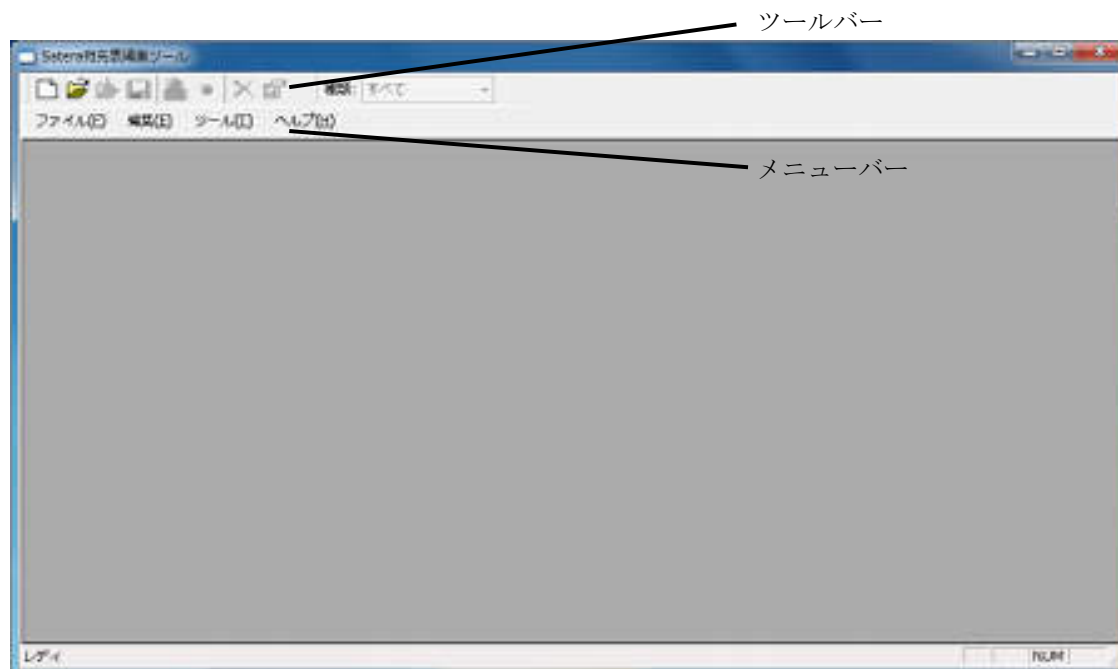 ツールバー
Satera宛先表編集ツール
種類: すべて
ファイル(F) 編集(E) ツール(T) ヘルプ(H)
メニューバー
レディ
NUM